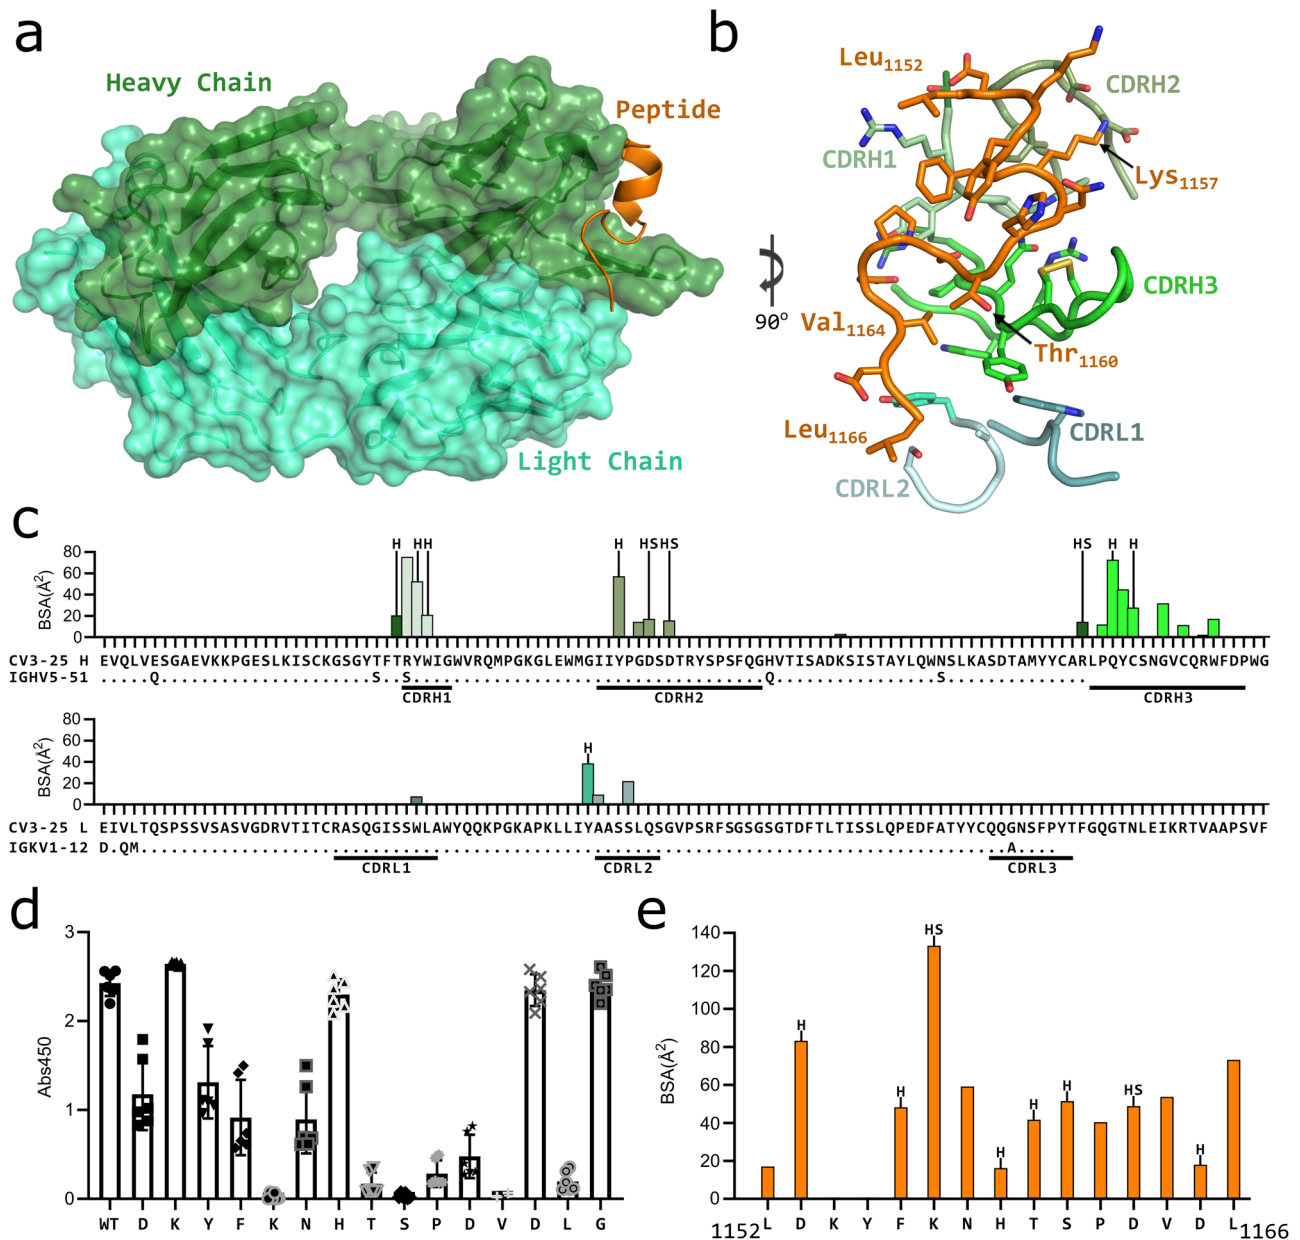 a
b
Heavy Chain
Peptide
Light Chain
90°
Leu1152
CDRH2
CDRH1
Lys1157
CDRH3
Val1164
Thr1160
Leu1166
CDRL1
CDRL2
c
H H H H HS HS HS H H
BSA(Å²)
80
60
40
20
0
CV3-25 H EVQLVESGAEVKKPGESLKISCKGSGYTFTRYWIGWVRQMPGKGLEWMGIIYPGDSDTRYSPSFQGHVTISADKSISTAYLQWNSLKASDTAMYYCARLPQYCSNGVCQRWFDPWG
IGHV5-51 .....Q.....................S..S...................................Q................S..............
CDRH1 CDRH2 CDRH3
H
BSA(Å²)
80
60
40
20
0
CV3-25 L EIVLTQSPSSVSASVGDRVTITCRASQGISSWLAWYQQKPGKAPKLLIYAASSLQSGVPSRFSGSGSGTDFTLTISSLQPEDFATYYCQQGNSFPYTFGQGTNLEIKRTVAAPSVF
IGKV1-12 D.QM......................................................................................A....
CDRL1 CDRL2 CDRL3
d
Abs450
3
2
1
0
WT D K Y F K N H T S P D V D L G
e
BSA(Å²)
140
120
100
80
60
40
20
0
H H HS H H H HS H
1152 L D K Y F K N H T S P D V D L 1166